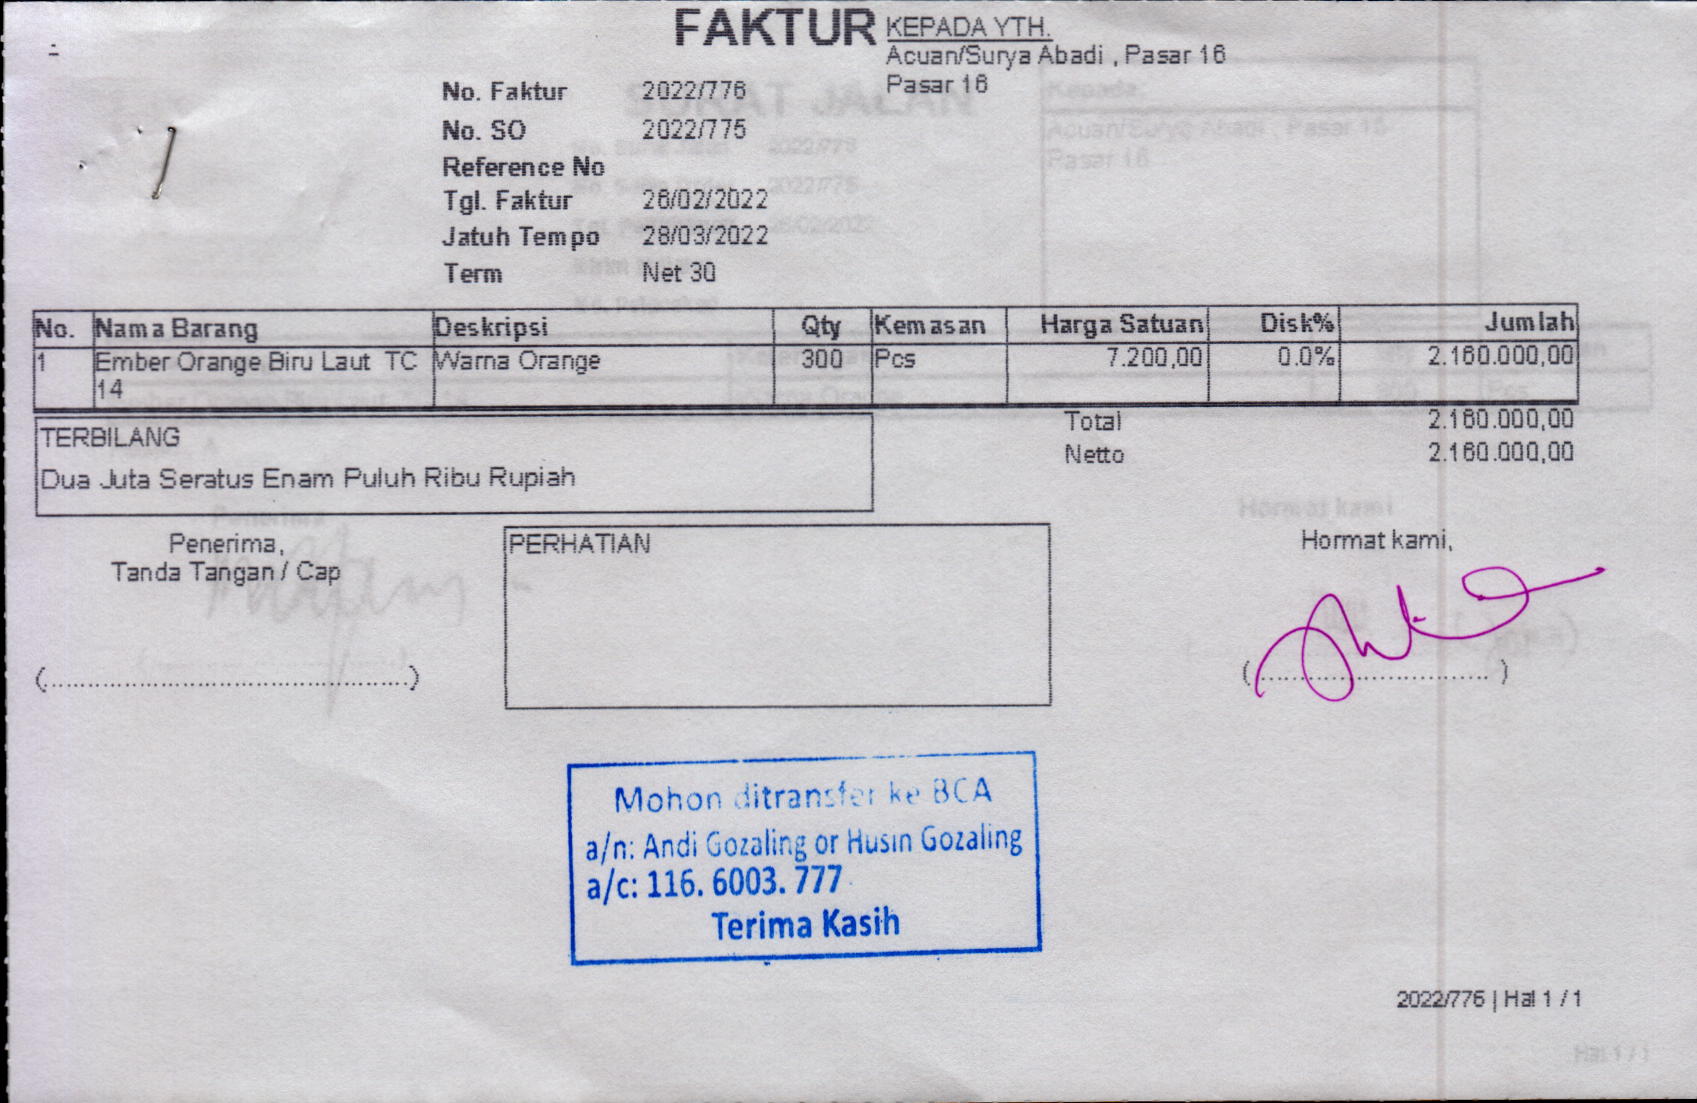 FAKTUR
KEPADA YTH.
Acuan/Surya Abadi , Pasar 16
Pasar 16
No. Faktur 2022/776
No. SO 2022/775
Reference No
Tgl. Faktur 26/02/2022
Jatuh Tempo 28/03/2022
Term Net 30
No. Nama Barang Deskripsi Qty Kemasan Harga Satuan Disk% Jumlah
1 Ember Orange Biru Laut TC 14 Warna Orange 300 Pcs 7.200,00 0.0% 2.160.000,00
Total 2.160.000,00
Netto 2.160.000,00
TERBILANG
Dua Juta Seratus Enam Puluh Ribu Rupiah
Penerima,
Tanda Tangan / Cap
PERHATIAN
Hormat kami,
Mohon ditransfer ke BCA
a/n: Andi Gozaling or Husin Gozaling
a/c: 116. 6003. 777
Terima Kasih
2022/776 | Hal 1 / 1